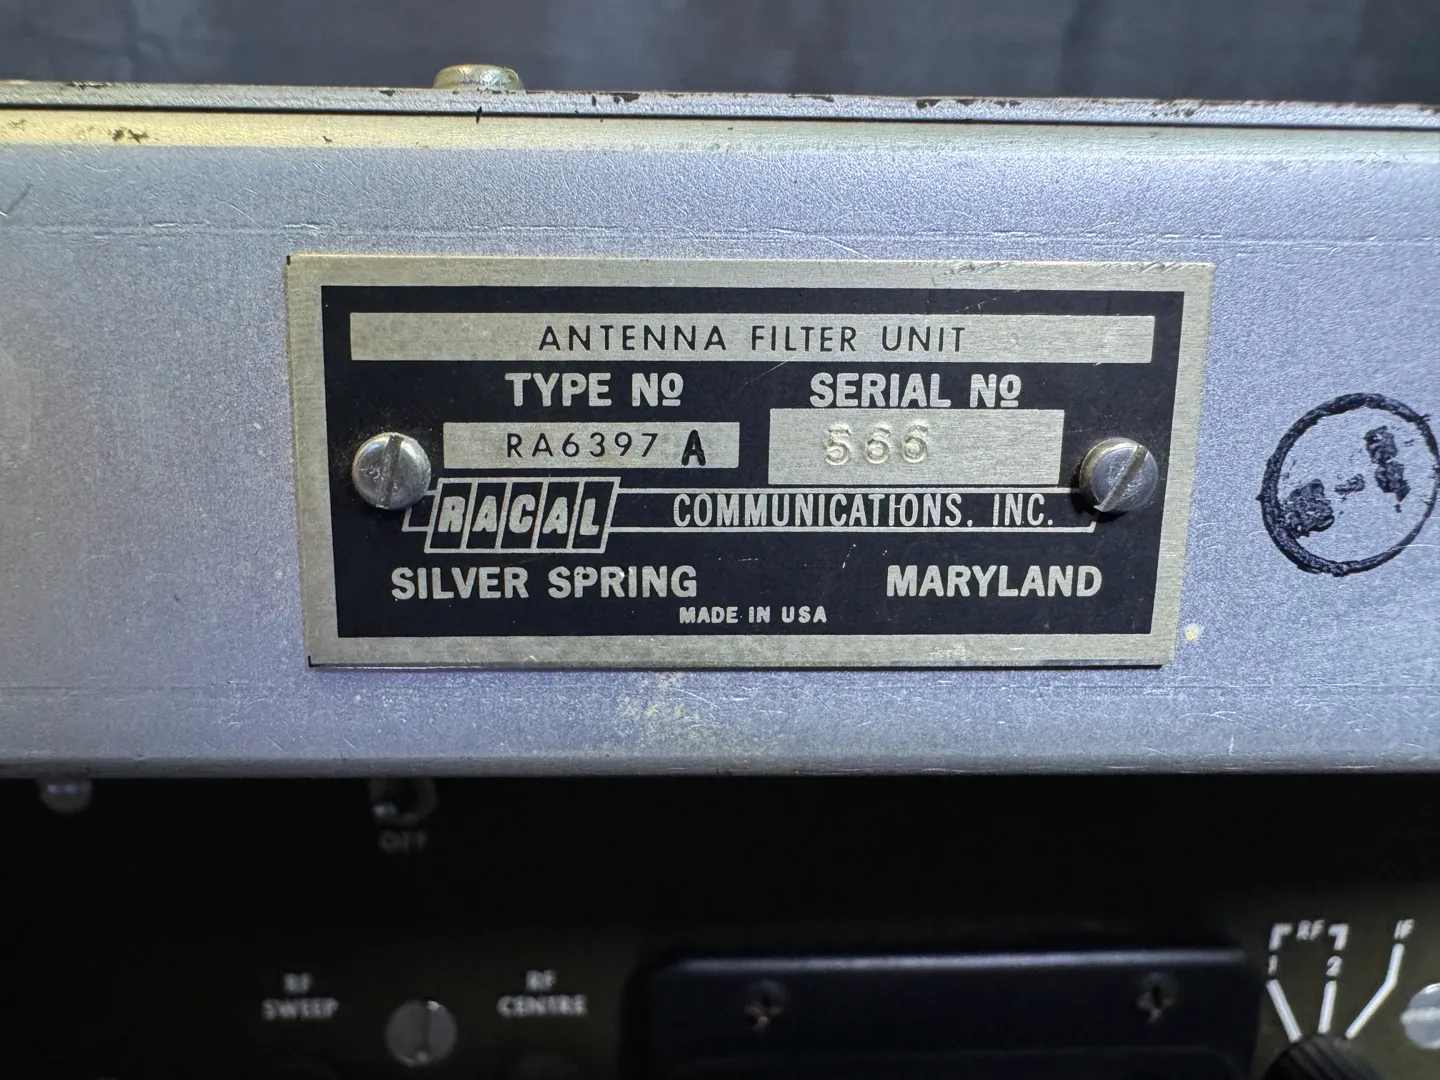 ANTENNA FILTER UNIT
TYPE Nº SERIAL Nº
RA6397 A 566
RACAL COMMUNICATIONS, INC.
SILVER SPRING MARYLAND
MADE IN USA
OFF
RF IF
1 2
RF SWEEP
RF CENTRE